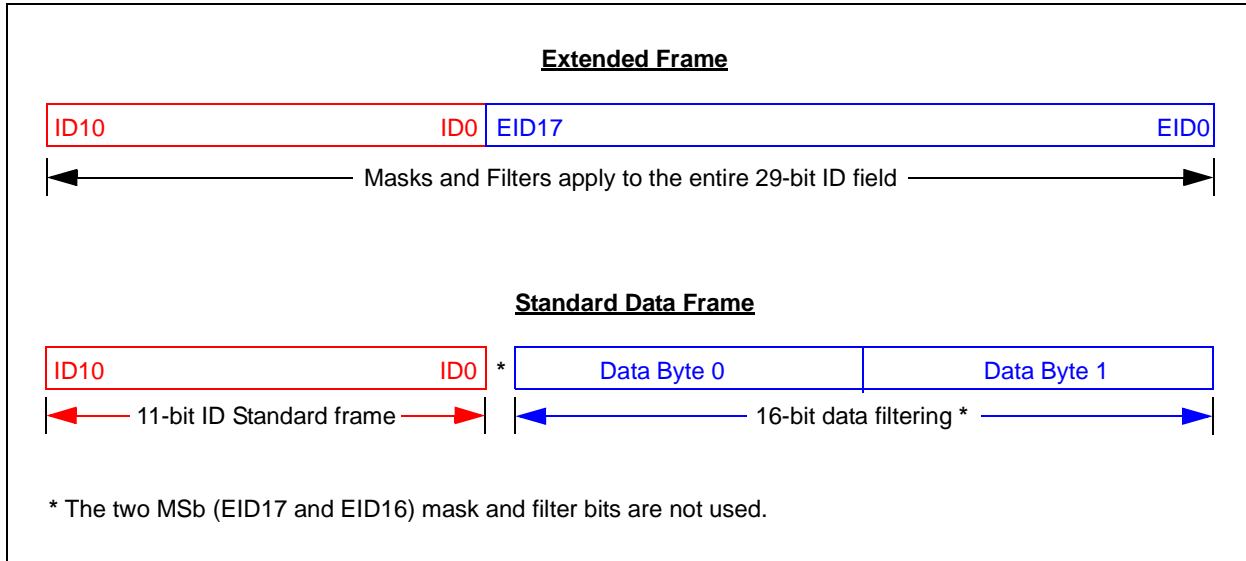 Extended Frame
ID10 ID0 EID17 EID0
Masks and Filters apply to the entire 29-bit ID field
Standard Data Frame
ID10 ID0 * Data Byte 0 Data Byte 1
11-bit ID Standard frame 16-bit data filtering *
* The two MSb (EID17 and EID16) mask and filter bits are not used.